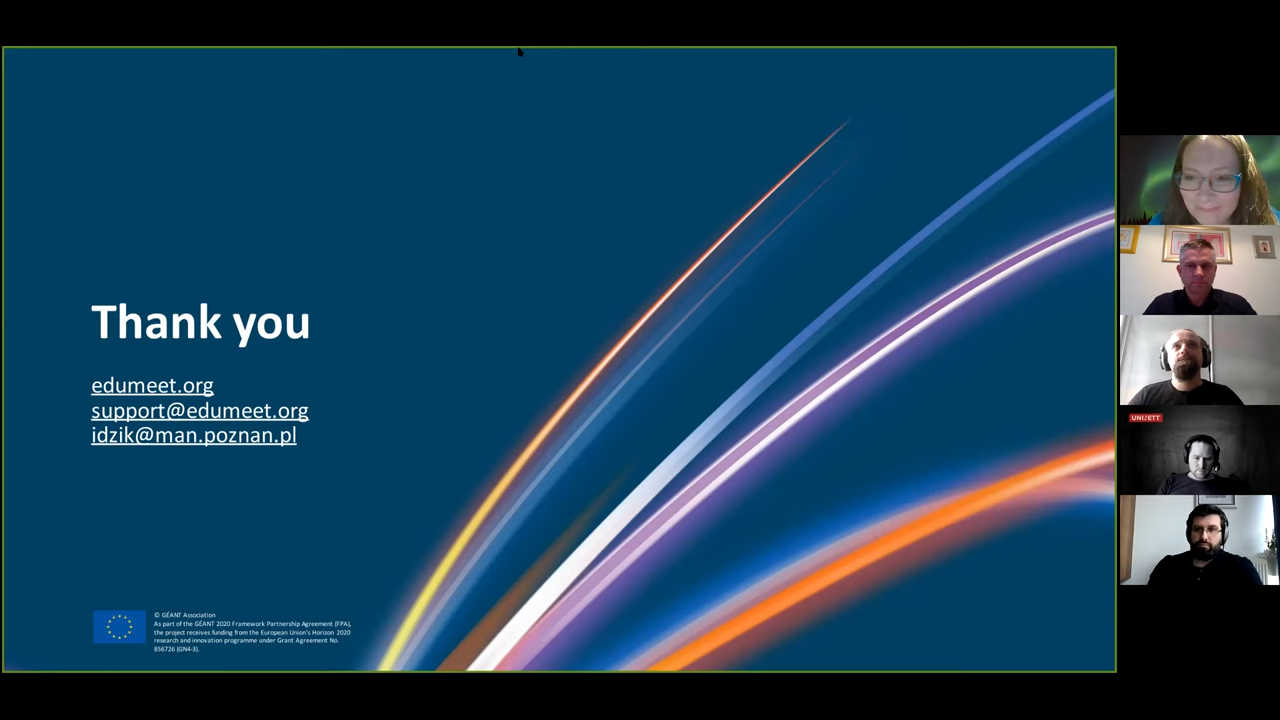 Thank you
edumeet.org
support@edumeet.org
idzik@man.poznan.pl
© GÉANT Association
As part of the GÉANT 2020 Framework Partnership Agreement (FPA),
the project receives funding from the European Union's Horizon 2020
research and innovation programme under Grant Agreement No.
856726 (GN4-3).
UNINETT